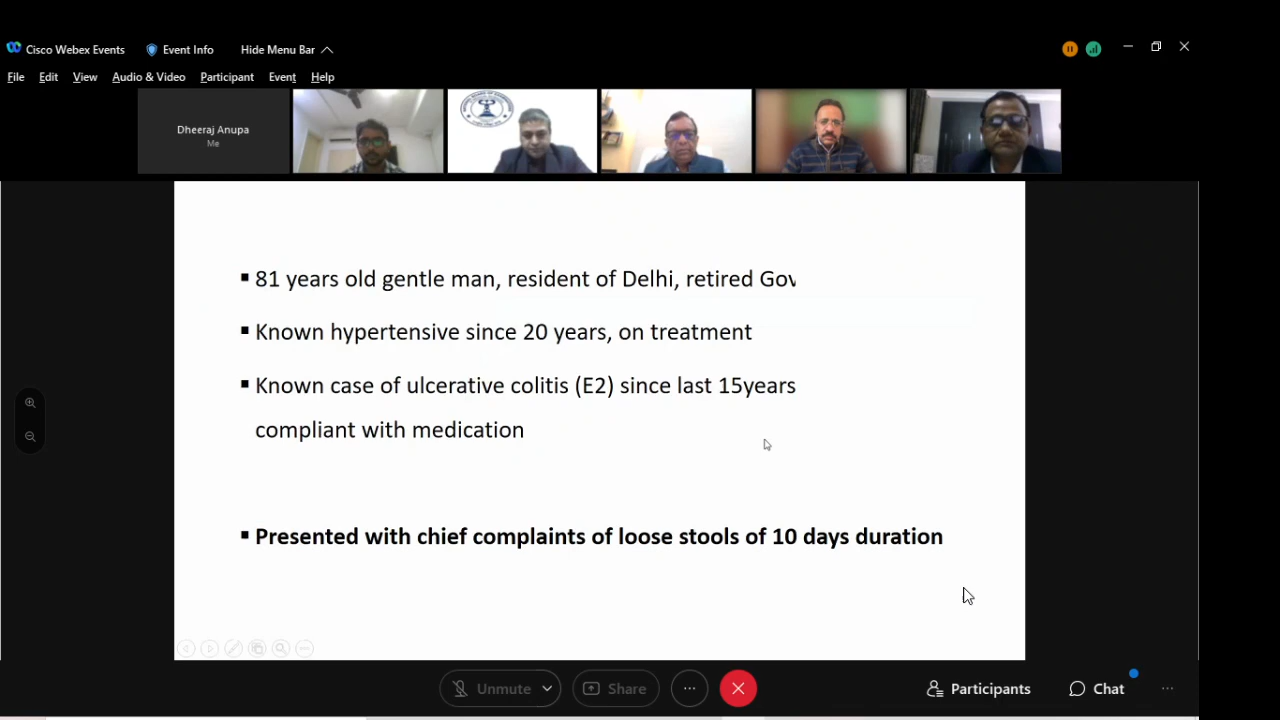 Cisco Webex Events
Event Info
Hide Menu Bar
File Edit View Audio & Video Participant Event Help
Dheeraj Anupa
Me
81 years old gentle man, resident of Delhi, retired Gov
Known hypertensive since 20 years, on treatment
Known case of ulcerative colitis (E2) since last 15years
compliant with medication
Presented with chief complaints of loose stools of 10 days duration
Unmute
Share
Participants
Chat